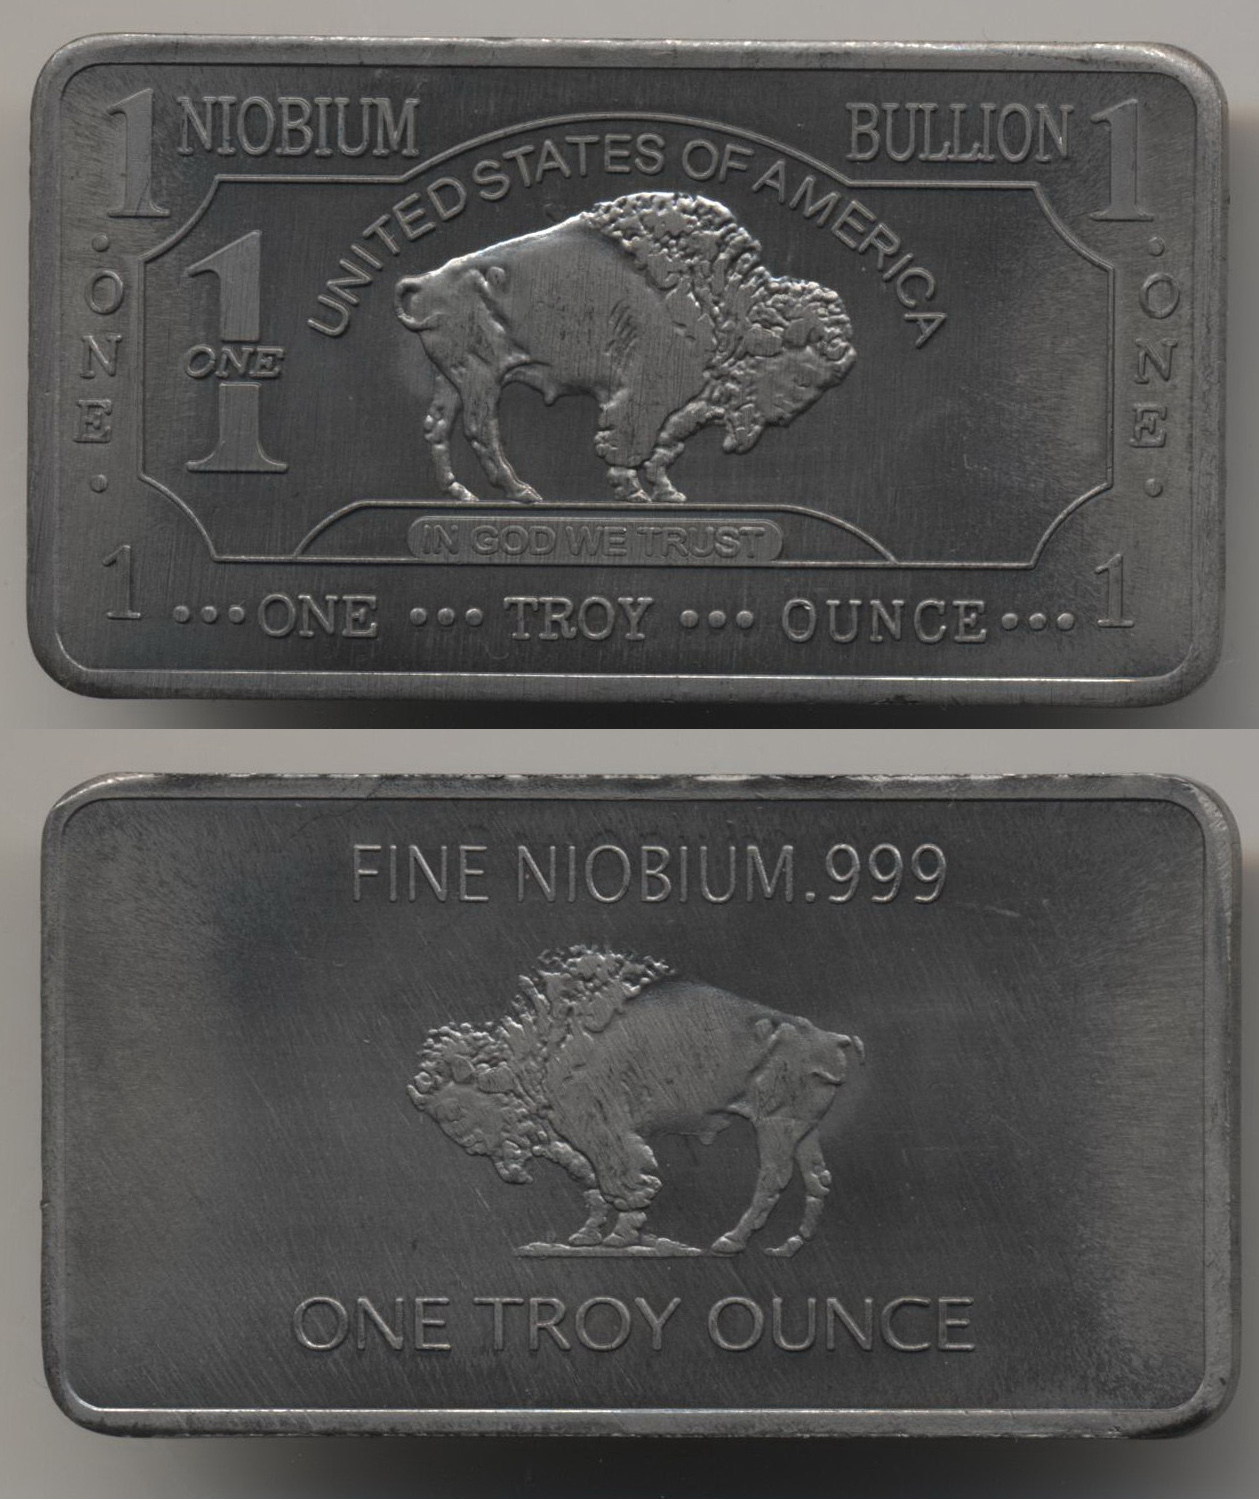 1 NIOBIUM BULLION 1
UNITED STATES OF AMERICA
. ONE .
1
ONE
. ONE .
IN GOD WE TRUST
1 ... ONE ... TROY ... OUNCE ... 1
FINE NIOBIUM .999
ONE TROY OUNCE